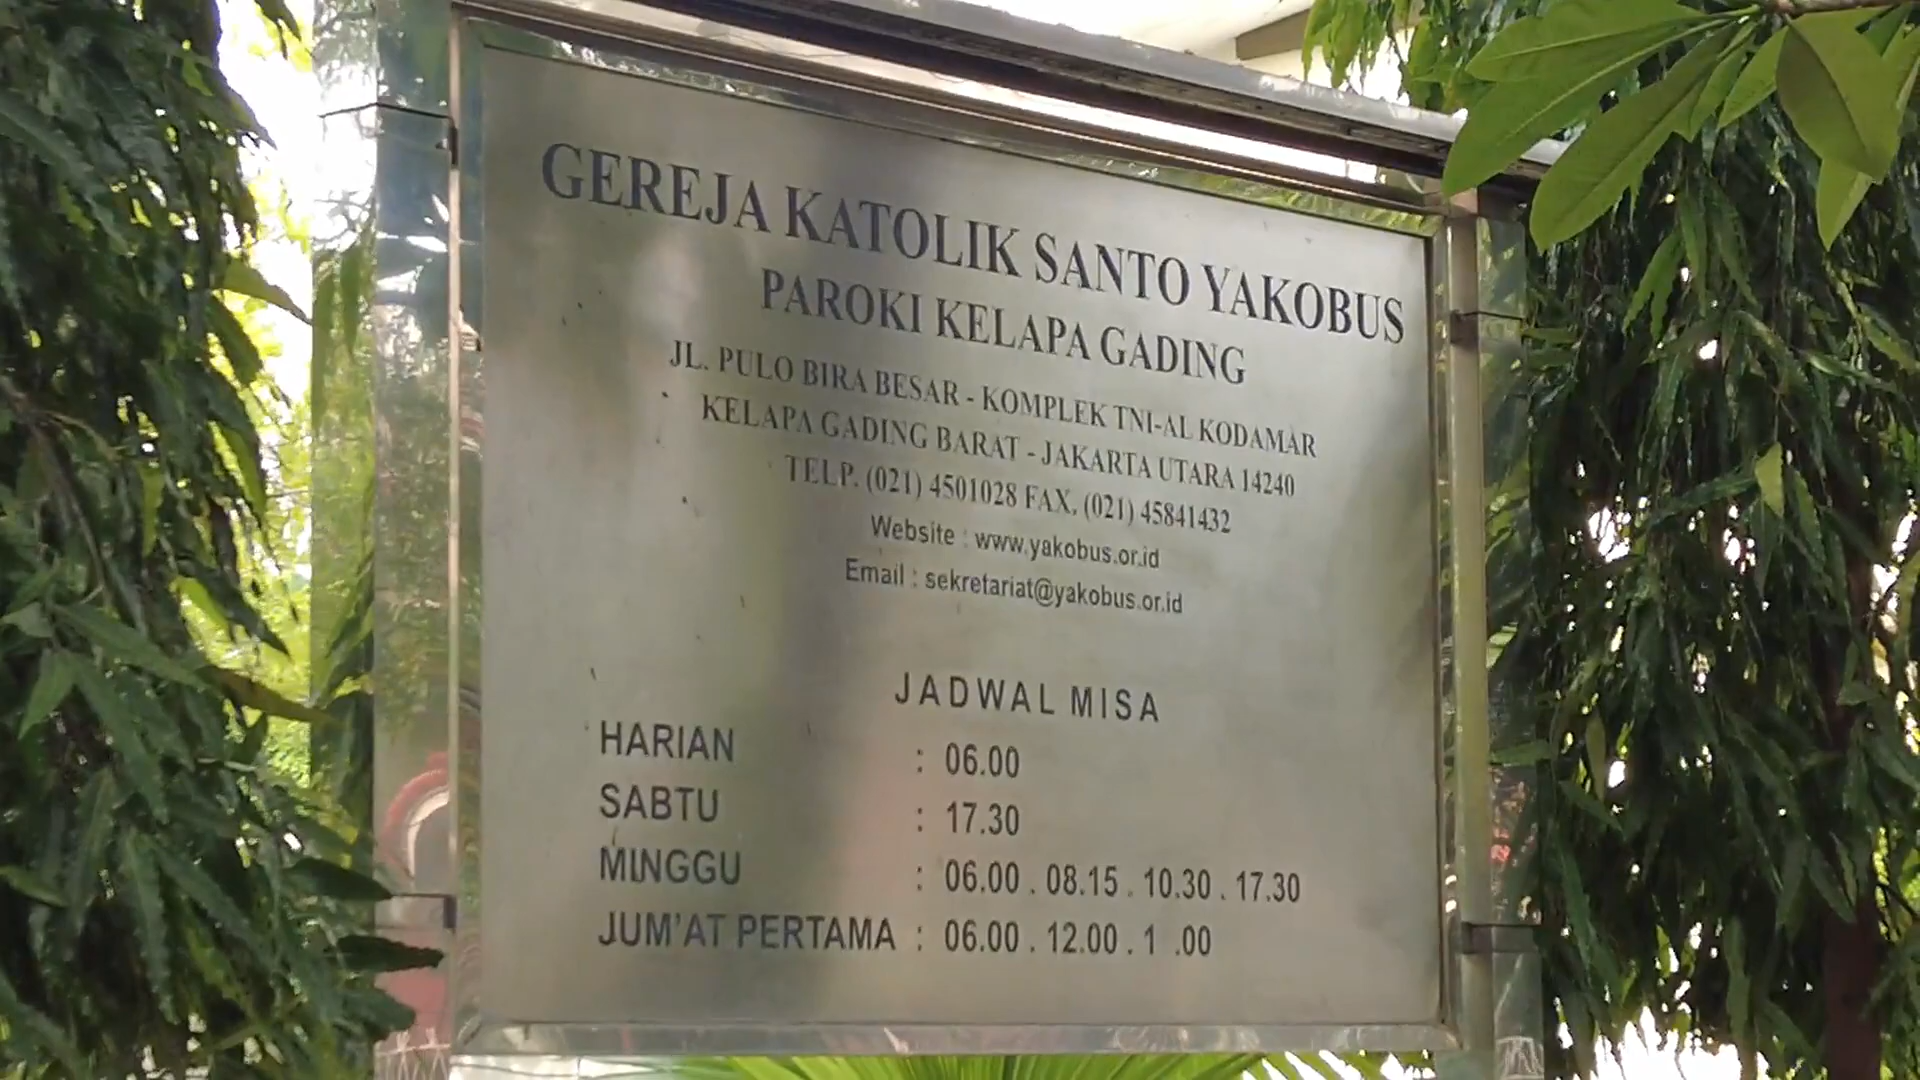 GEREJA KATOLIK SANTO YAKOBUS
PAROKI KELAPA GADING
JL. PULO BIRA BESAR - KOMPLEK TNI-AL KODAMAR
KELAPA GADING BARAT - JAKARTA UTARA 14240
TELP. (021) 4501028 FAX. (021) 45841432
Website : www.yakobus.or.id
Email : sekretariat@yakobus.or.id
JADWAL MISA
HARIAN : 06.00
SABTU : 17.30
MINGGU : 06.00 . 08.15 . 10.30 . 17.30
JUM'AT PERTAMA : 06.00 . 12.00 . 1 .00